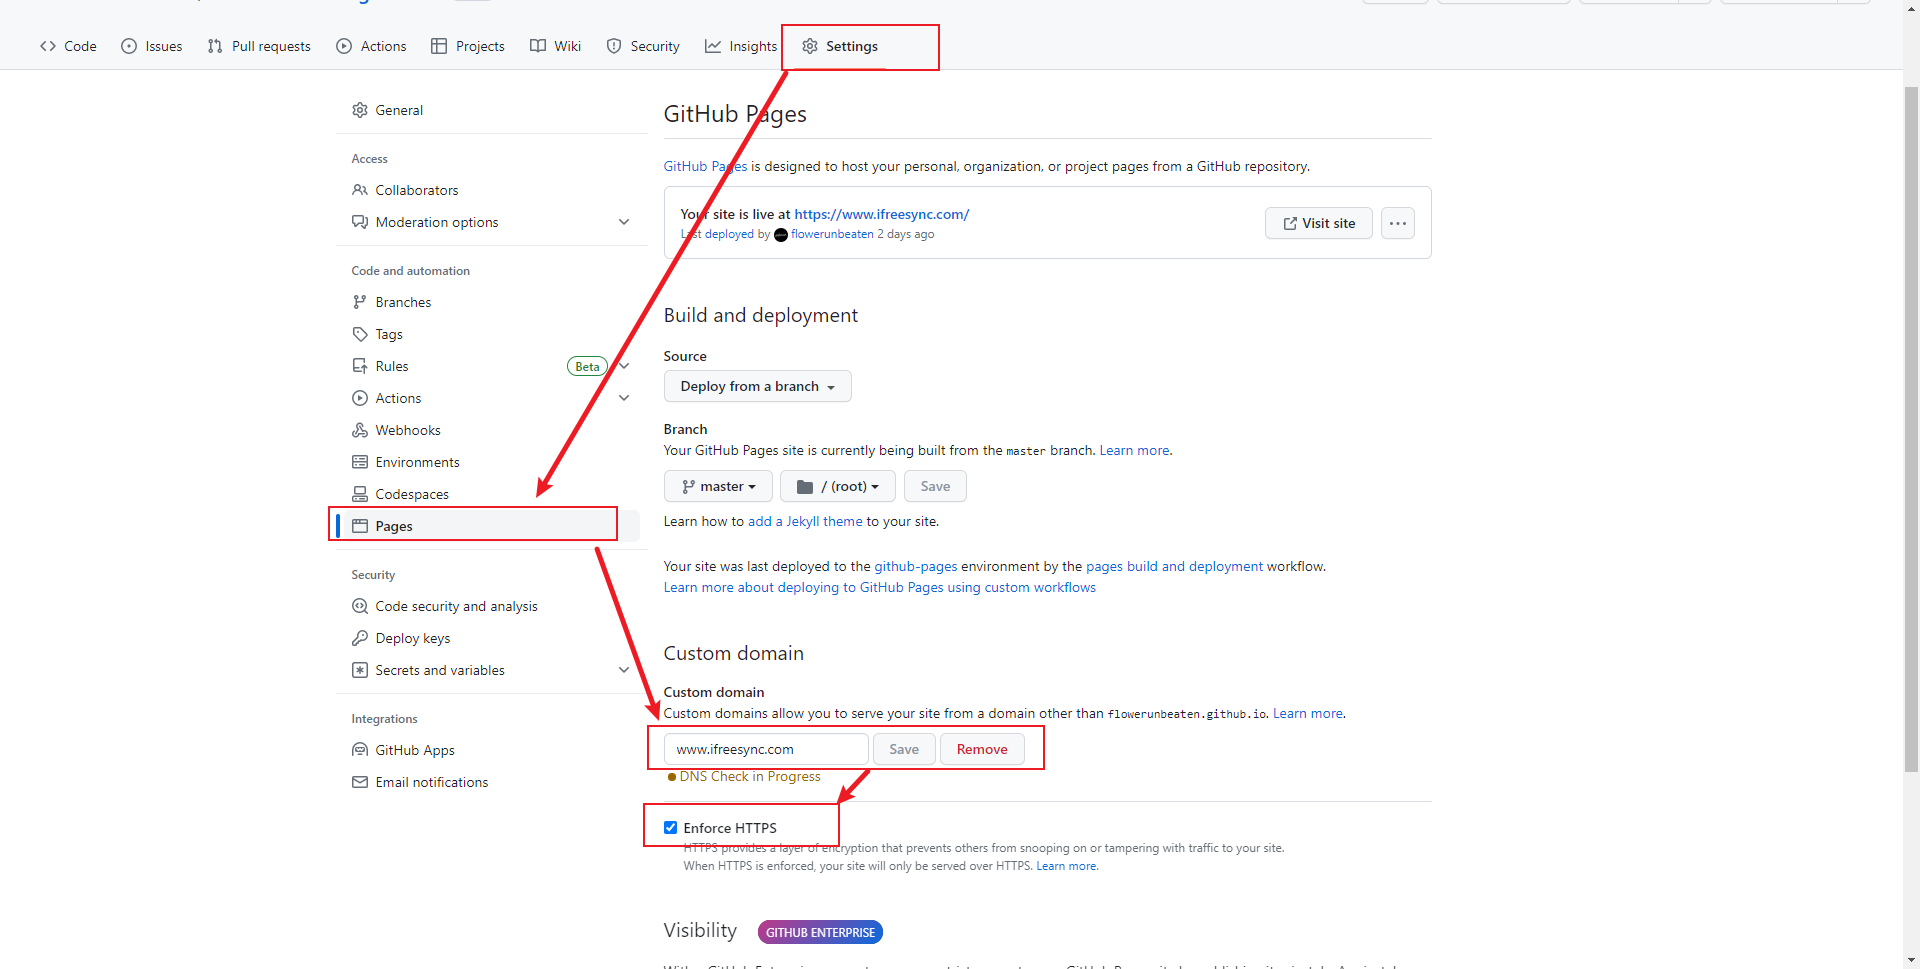 Code
Issues
Pull requests
Actions
Projects
Wiki
Security
Insights
Settings
General
Access
Collaborators
Moderation options
Code and automation
Branches
Tags
Rules
Beta
Actions
Webhooks
Environments
Codespaces
Pages
Security
Code security and analysis
Deploy keys
Secrets and variables
Integrations
GitHub Apps
Email notifications
GitHub Pages
GitHub Pages is designed to host your personal, organization, or project pages from a GitHub repository.
Your site is live at https://www.ifreesync.com/
Last deployed by flowerunbeaten 2 days ago
Visit site
Build and deployment
Source
Deploy from a branch
Branch
Your GitHub Pages site is currently being built from the master branch. Learn more.
master
/ (root)
Save
Learn how to add a Jekyll theme to your site.
Your site was last deployed to the github-pages environment by the pages build and deployment workflow.
Learn more about deploying to GitHub Pages using custom workflows
Custom domain
Custom domain
Custom domains allow you to serve your site from a domain other than flowerunbeaten.github.io. Learn more.
www.ifreesync.com
Save
Remove
DNS Check in Progress
Enforce HTTPS
HTTPS provides a layer of encryption that prevents others from snooping on or tampering with traffic to your site.
When HTTPS is enforced, your site will only be served over HTTPS. Learn more.
Visibility
GITHUB ENTERPRISE